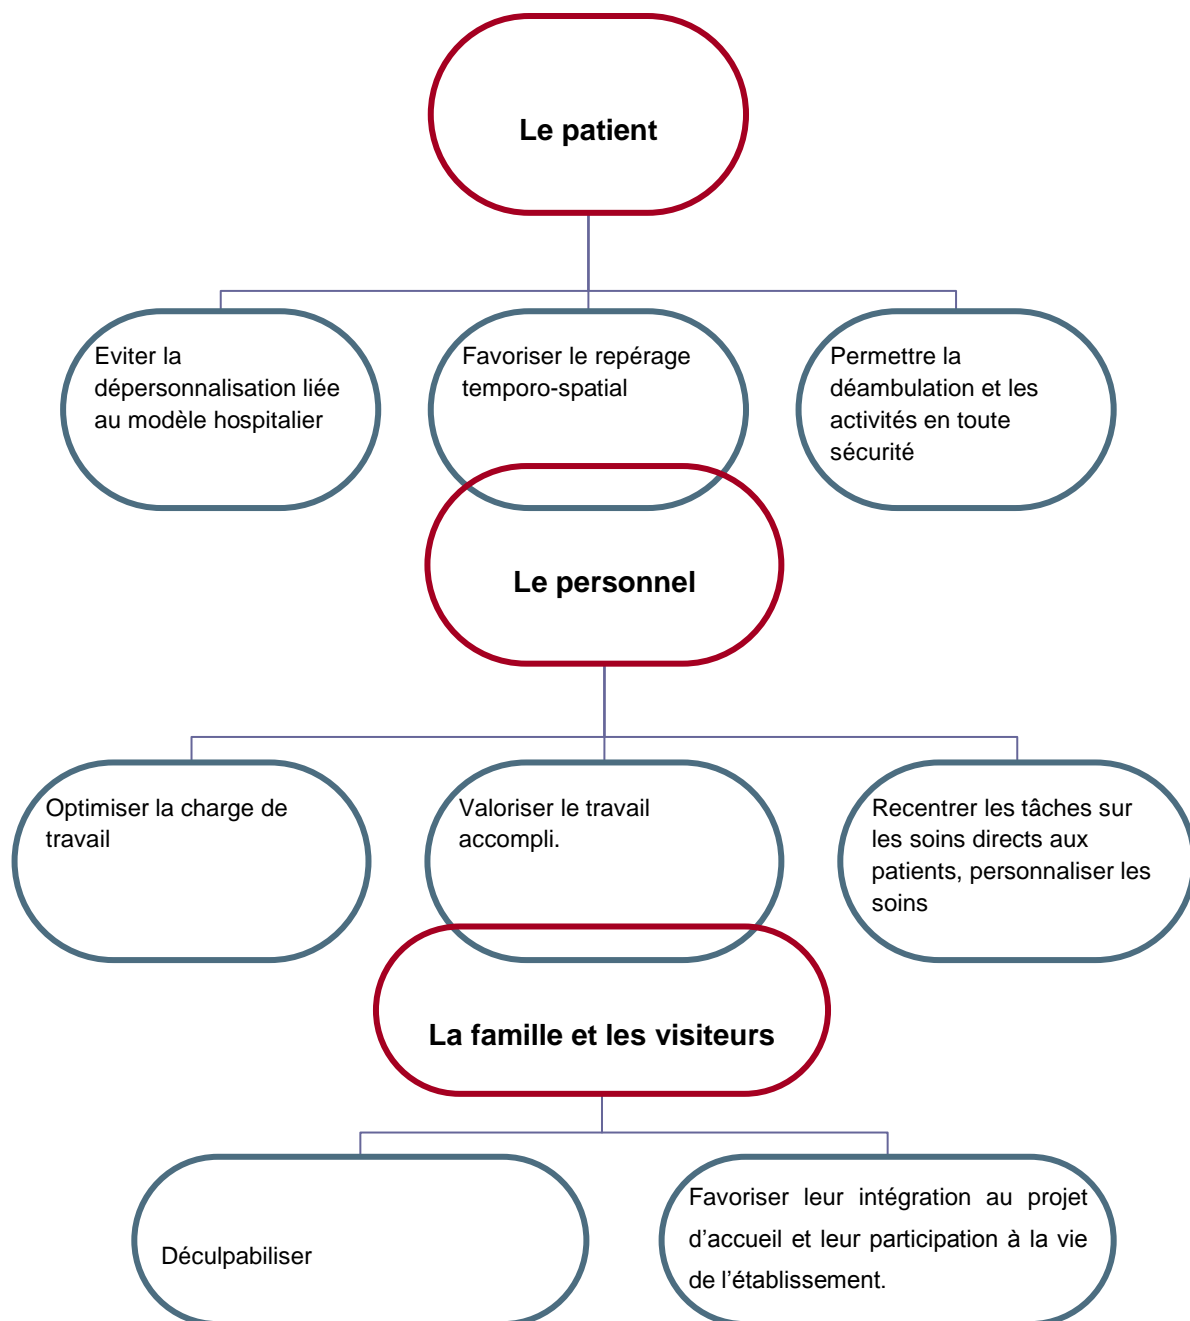 Le patient
Eviter la
dépersonnalisation liée
au modèle hospitalier
Favoriser le repérage
temporo-spatial
Permettre la
déambulation et les
activités en toute
sécurité
Le personnel
Optimiser la charge de
travail
Valoriser le travail
accompli.
Recentrer les tâches sur
les soins directs aux
patients, personnaliser les
soins
La famille et les visiteurs
Déculpabiliser
Favoriser leur intégration au projet
d’accueil et leur participation à la vie
de l’établissement.